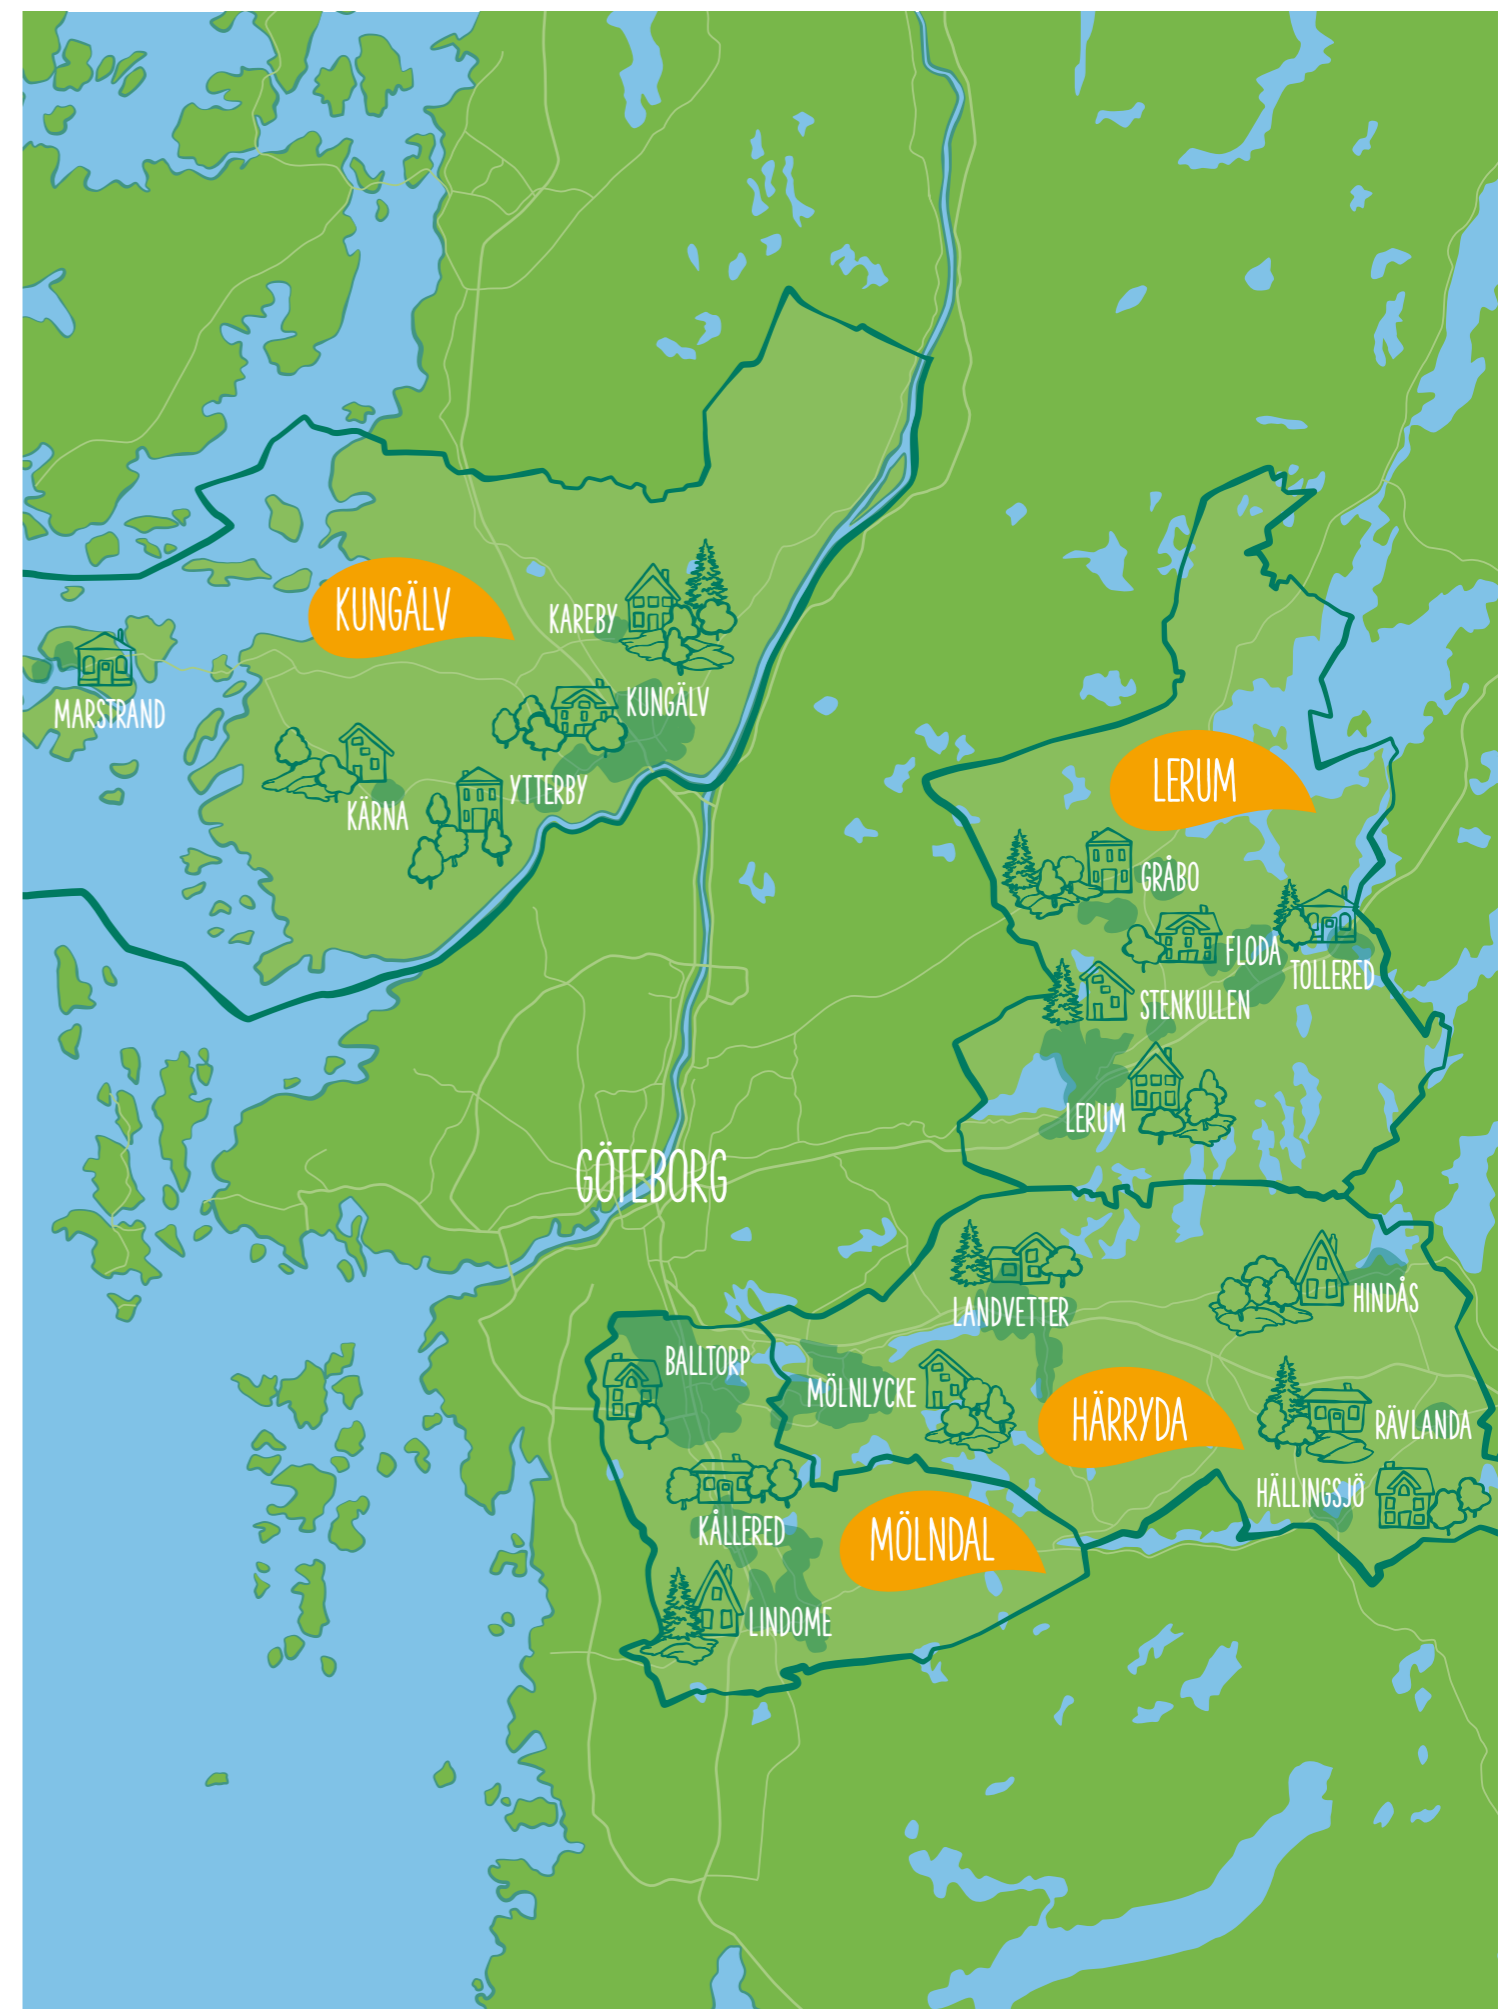 KUNGÄLV
KAREBY
MARSTRAND
KUNGÄLV
YTTERBY
KÄRNA
LERUM
GRÅBO
FLODA
TOLLERED
STENKULLEN
LERUM
GÖTEBORG
LANDVETTER
HINDÅS
BALLTORP
MÖLNLYCKE
HÄRRYDA
RÄVLANDA
HÄLLINGSJÖ
KÅLLERED
MÖLNDAL
LINDOME